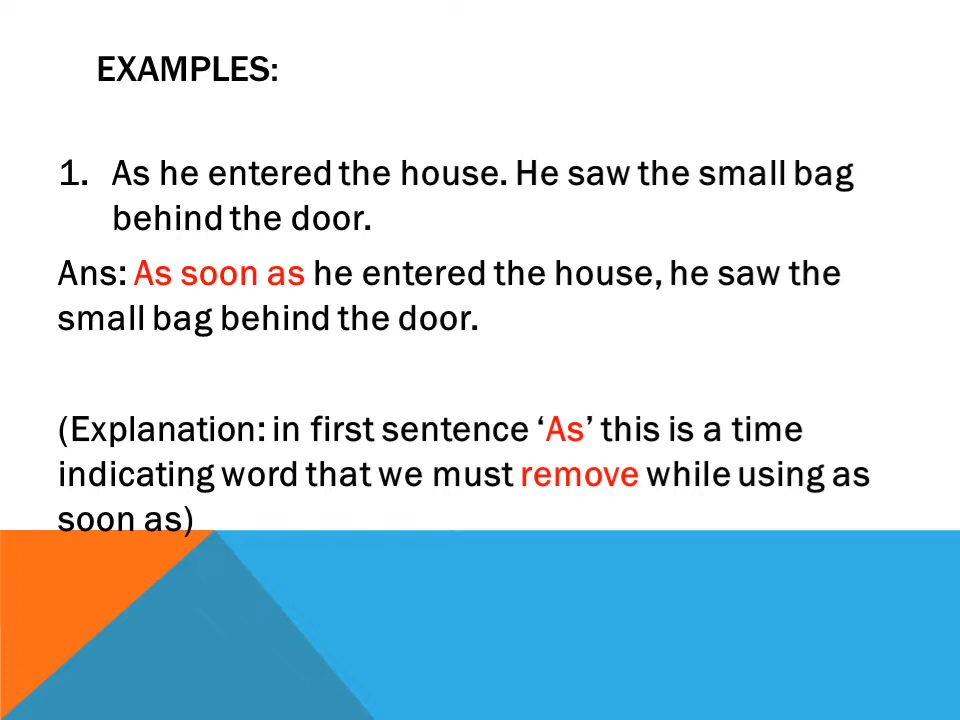 EXAMPLES:
1. As he entered the house. He saw the small bag
behind the door.
Ans: As soon as he entered the house, he saw the
small bag behind the door.
(Explanation: in first sentence ‘As’ this is a time
indicating word that we must remove while using as
soon as)